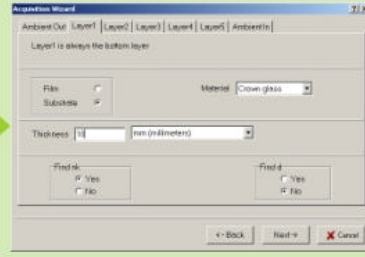 Acquisition Wizard
Ambient Out Layer1 Layer2 Layer3 Layer4 Layer5 Ambient In
Layer1 is always the bottom layer
Film
Substrate
Material Crown glass
Thickness 10 mm (millimeters)
Find nk
Yes
No
Find d
Yes
No
<- Back Next -> Cancel